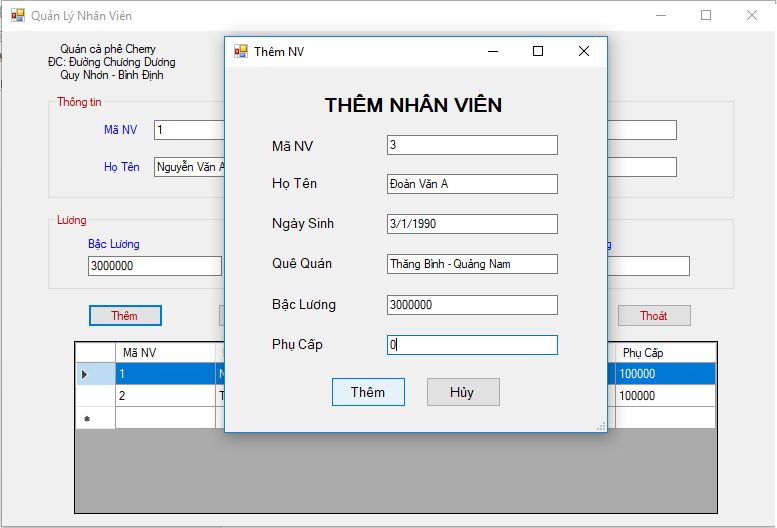 Quản Lý Nhân Viên
Quán cà phê Cherry
ĐC: Đường Chương Dương
Quy Nhơn - Bình Định
Thông tin
Mã NV 1
Họ Tên Nguyễn Văn A
Lương
Bậc Lương
3000000
Thêm
Thoát
Mã NV Phụ Cấp
1 100000
2 100000
Thêm NV
THÊM NHÂN VIÊN
Mã NV 3
Họ Tên Đoàn Văn A
Ngày Sinh 3/1/1990
Quê Quán Thăng Bình - Quảng Nam
Bậc Lương 3000000
Phụ Cấp 0
Thêm Hủy